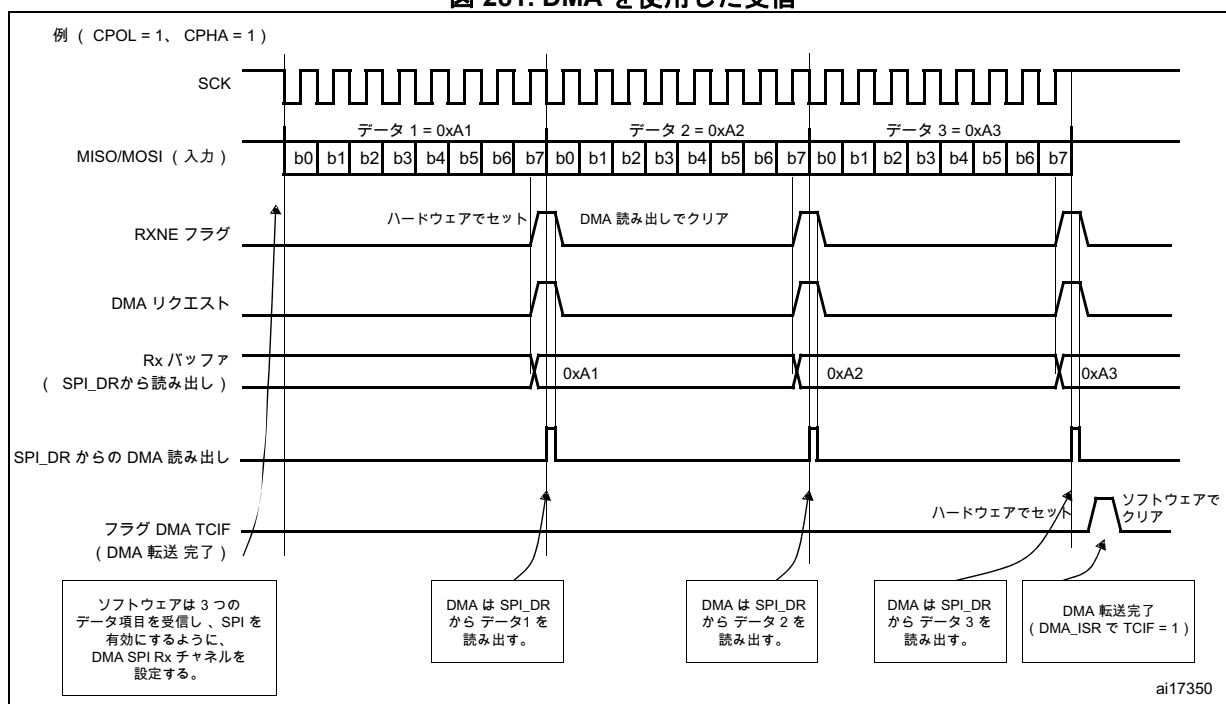 図 261. DMA を使用した受信
例 ( CPOL = 1、 CPHA = 1 )
SCK
データ 1 = 0xA1 データ 2 = 0xA2 データ 3 = 0xA3
MISO/MOSI ( 入力 ) b0 b1 b2 b3 b4 b5 b6 b7 b0 b1 b2 b3 b4 b5 b6 b7 b0 b1 b2 b3 b4 b5 b6 b7
ハードウェアでセット DMA 読み出しでクリア
RXNE フラグ
DMA リクエスト
Rx バッファ
( SPI_DRから読み出し )
0xA1 0xA2 0xA3
SPI_DR からの DMA 読み出し
フラグ DMA TCIF
( DMA 転送 完了 )
ハードウェアでセット
ソフトウェアで
クリア
ソフトウェアは 3 つの
データ項目を受信し 、SPI を
有効にするように、
DMA SPI Rx チャネルを
設定する。
DMA は SPI_DR
から データ1 を
読み出す。
DMA は SPI_DR
から データ 2 を
読み出す。
DMA は SPI_DR
から データ 3 を
読み出す。
DMA 転送完了
( DMA_ISR で TCIF = 1 )
ai17350